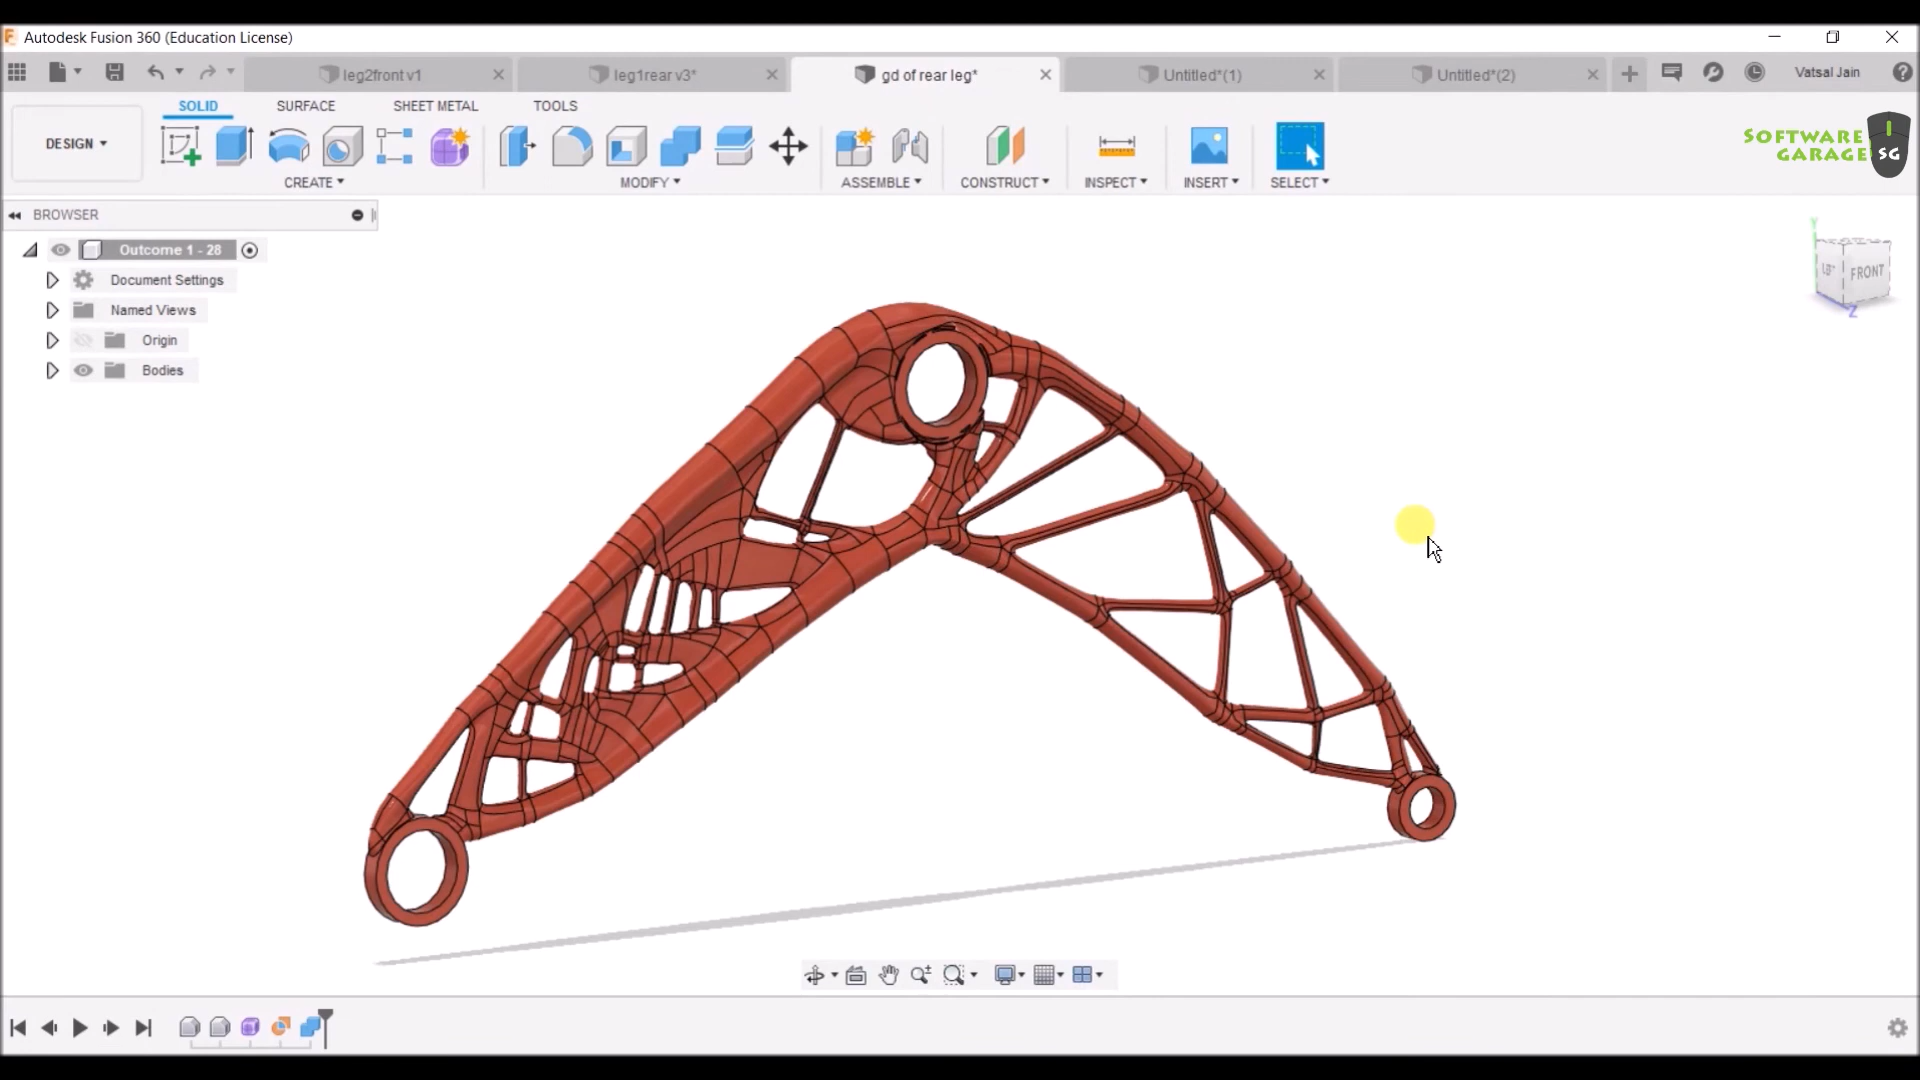 Autodesk Fusion 360 (Education License)
leg2front v1
leg1rear v3*
gd of rear leg*
Untitled*(1)
Untitled*(2)
Vatsal Jain
DESIGN
SOLID
SURFACE
SHEET METAL
TOOLS
CREATE
MODIFY
ASSEMBLE
CONSTRUCT
INSPECT
INSERT
SELECT
SOFTWARE
GARAGE
SG
BROWSER
Outcome 1 - 28
Document Settings
Named Views
Origin
Bodies
Y
FRONT
Z